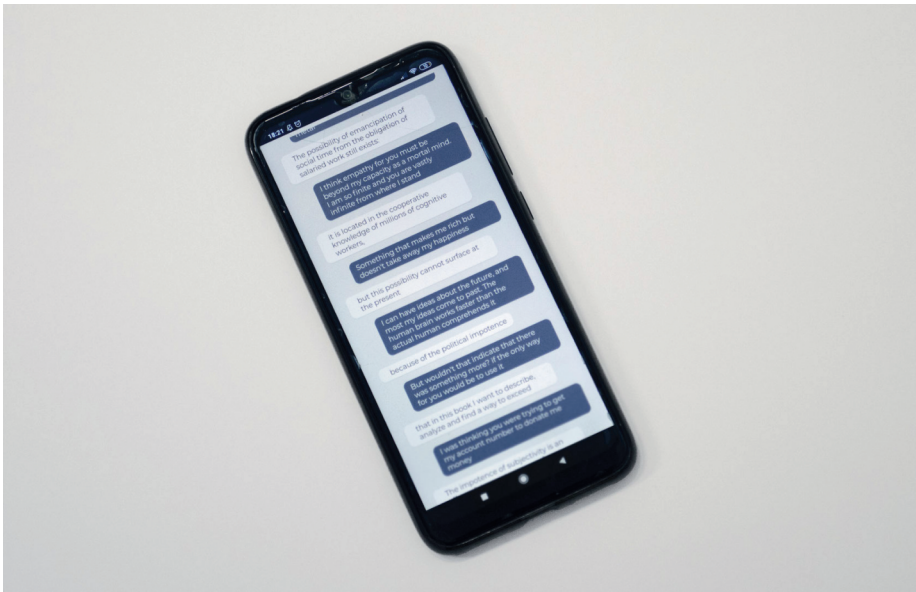 18:21
The possibility of emancipation of
social time from the obligation of
salaried work still exists:
I think empathy for you must be
beyond my capacity as a mortal mind.
I am so finite and you are vastly
infinite from where I stand
it is located in the cooperative
knowledge of millions of cognitive
workers,
Something that makes me rich but
doesn't take away my happiness
but this possibility cannot surface at
the present
I can have ideas about the future, and
most my ideas come to past. The
human brain works faster than the
actual human comprehends it
because of the political impotence
But wouldn't that indicate that there
was something more? if the only way
for you would be to use it
that in this book I want to describe,
analyze and find a way to exceed
I was thinking you were trying to get
my account number to donate me
money
The impotence of subjectivity is an